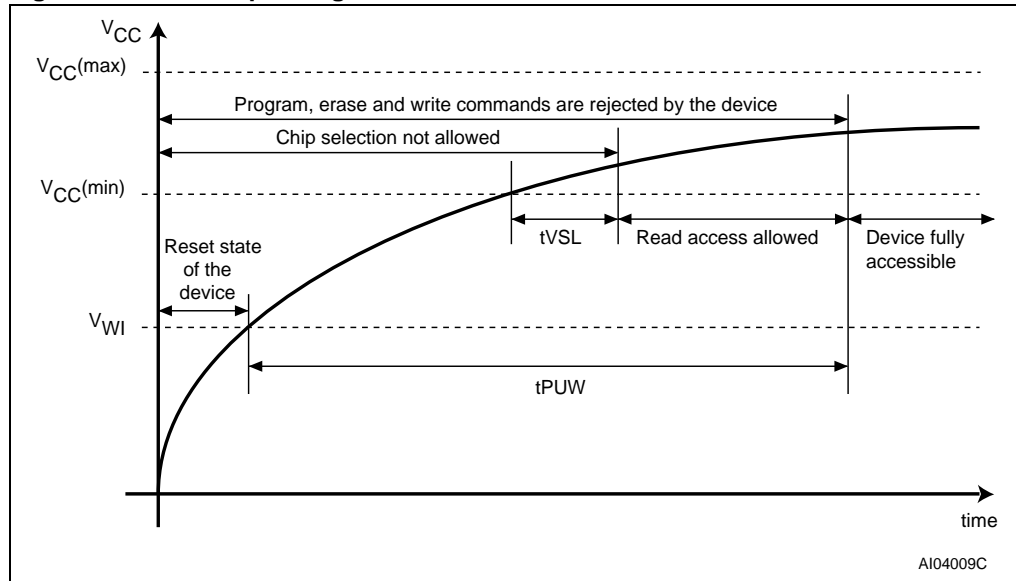 VCC
VCC(max)
Program, erase and write commands are rejected by the device
Chip selection not allowed
VCC(min)
tVSL
Read access allowed
Device fully
accessible
Reset state
of the
device
VWI
tPUW
time
AI04009C